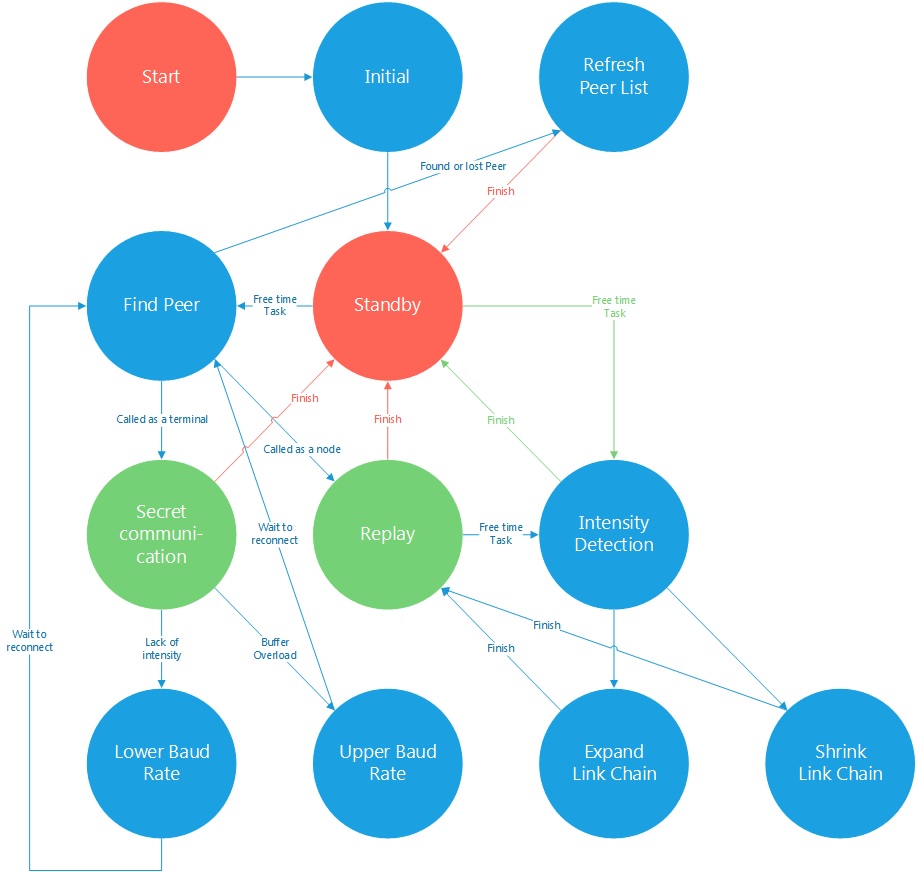 Start
Initial
Refresh
Peer List
Found or lost Peer
Finish
Find Peer
Free time
Task
Standby
Free time
Task
Called as a terminal
Finish
Finish
Finish
Called as a node
Secret
communi-
cation
Wait to
reconnect
Replay
Free time
Task
Intensity
Detection
Wait to
reconnect
Lack of
intensity
Buffer
Overload
Finish
Finish
Lower Baud
Rate
Upper Baud
Rate
Expand
Link Chain
Shrink
Link Chain